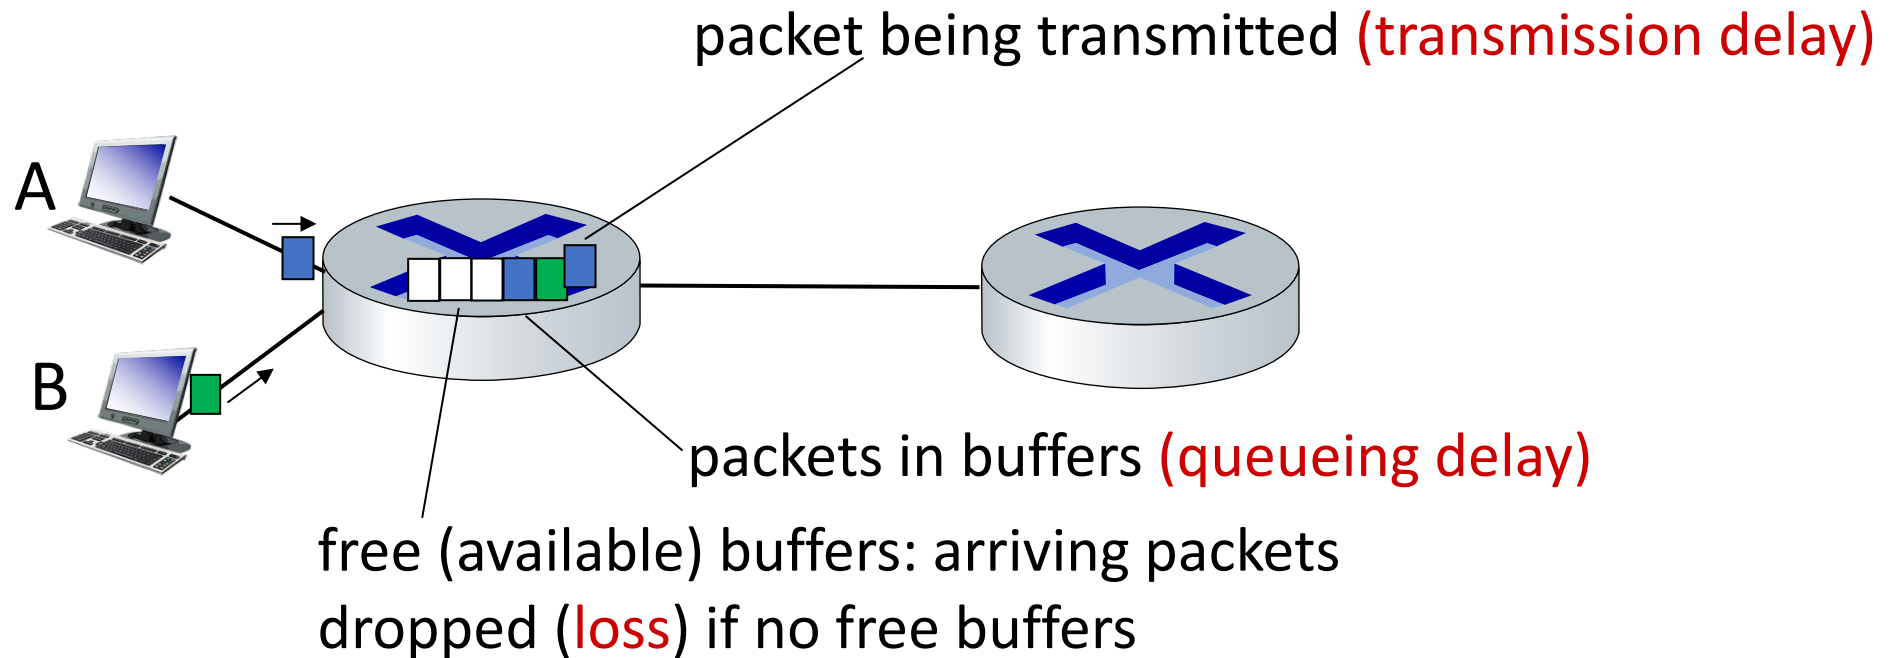 packet being transmitted (transmission delay)
A
B
packets in buffers (queueing delay)
free (available) buffers: arriving packets
dropped (loss) if no free buffers